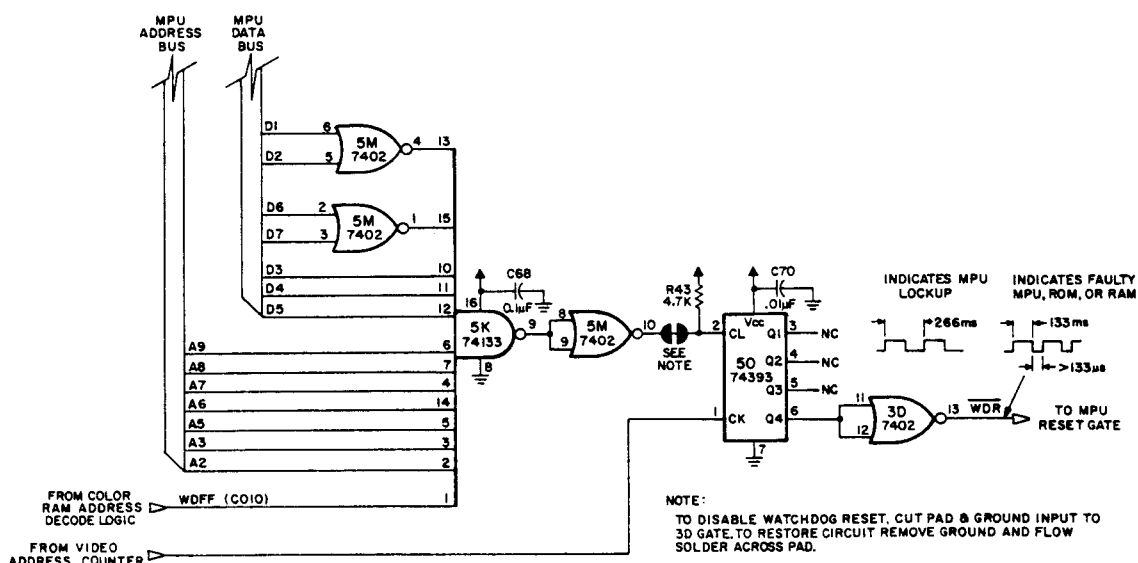 MPU ADDRESS BUS
MPU DATA BUS
D1 6
D2 5
5M 7402
4 13
D6 2
D7 3
5M 7402
1 15
D3 10
D4 11
D5 12
16
C68
0.1µF
5K 74133
8
9
8
9
5M 7402
10
SEE NOTE
R43 4.7K
C70
.01µF
Vcc
2 CL
1 CK
50 74393
Q1 3 NC
Q2 4 NC
Q3 5 NC
Q4 6
7
11
12
3D 7402
13 WDR
TO MPU RESET GATE
INDICATES MPU LOCKUP
266ms
INDICATES FAULTY MPU, ROM, OR RAM
133ms
>133µs
A9 6
A8 7
A7 4
A6 14
A5 5
A3 3
A2 2
FROM COLOR RAM ADDRESS DECODE LOGIC
WDFF (C010) 1
FROM VIDEO ADDRESS COUNTER
NOTE:
TO DISABLE WATCHDOG RESET, CUT PAD & GROUND INPUT TO
3D GATE. TO RESTORE CIRCUIT REMOVE GROUND AND FLOW
SOLDER ACROSS PAD.